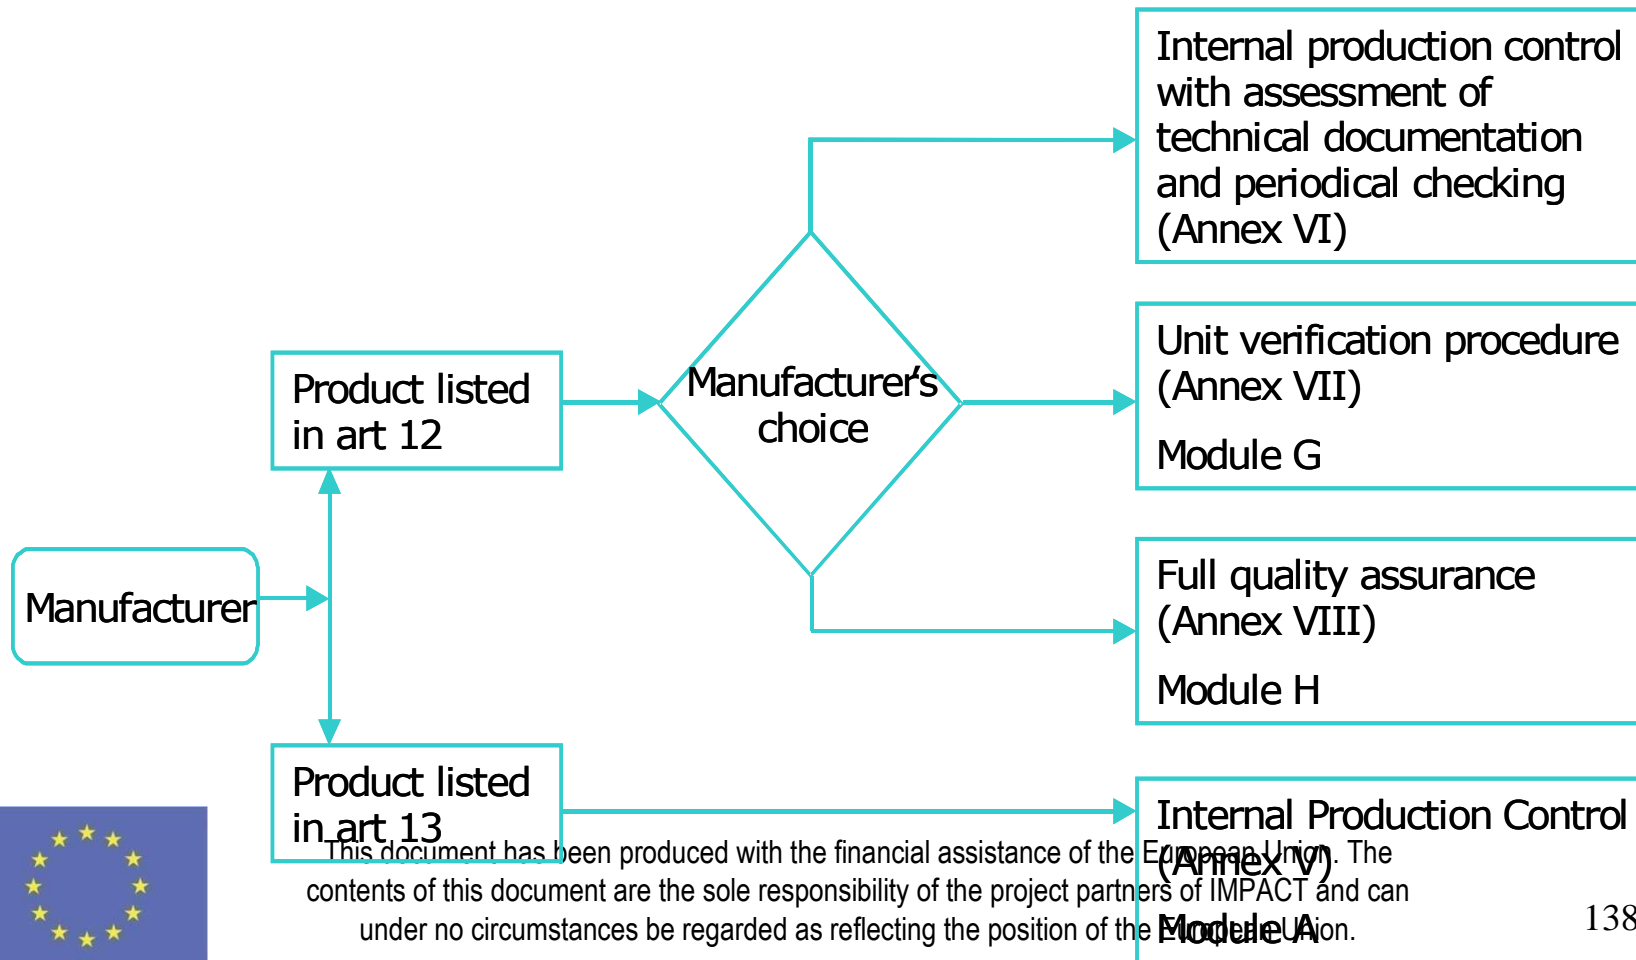 Internal production control
with assessment of
technical documentation
and periodical checking
(Annex VI)
Unit verification procedure
(Annex VII)
Module G
Product listed
in art 12
Manufacturer's
choice
Full quality assurance
(Annex VIII)
Module H
Manufacturer
Product listed
in art 13
Internal Production Control
(Annex V)
Module A
This document has been produced with the financial assistance of the European Union. The
contents of this document are the sole responsibility of the project partners of IMPACT and can
under no circumstances be regarded as reflecting the position of the European Union.
138